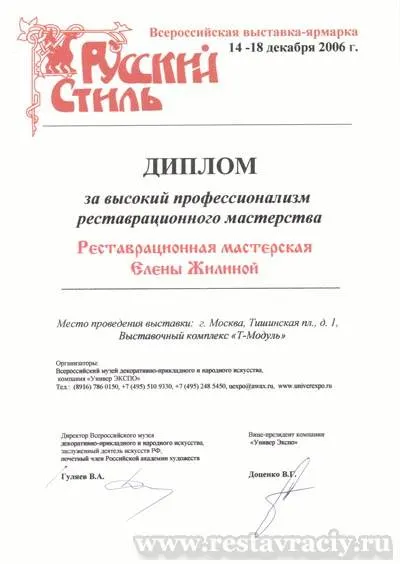 Всероссийская выставка-ярмарка
14 -18 декабря 2006 г.
Русский
Стиль
ДИПЛОМ
за высокий профессионализм
реставрационного мастерства
Реставрационная мастерская
Елены Жилиной
Место проведения выставки: г. Москва, Тишинская пл., д. 1,
Выставочный комплекс «Т-Модуль»
Организаторы:
Всероссийский музей декоративно-прикладного и народного искусства,
компания «Универ ЭКСПО»
Тел.: (8916) 786 0150, +7 (495) 510 9330, +7 (495) 248 5450, uexpo@awax.ru, www.univerexpo.ru
Директор Всероссийского музея
декоративно-прикладного и народного искусства,
заслуженный деятель искусств РФ,
почетный член Российской академии художеств
Гуляев В.А.
Вице-президент компании
«Универ Экспо»
Доценко В.Г.
www.restavraciy.ru